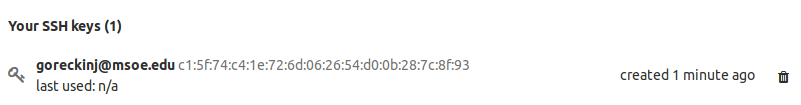 Your SSH keys (1)
goreckinj@msoe.edu c1:5f:74:c4:1e:72:6d:06:26:54:d0:0b:28:7c:8f:93
last used: n/a
created 1 minute ago